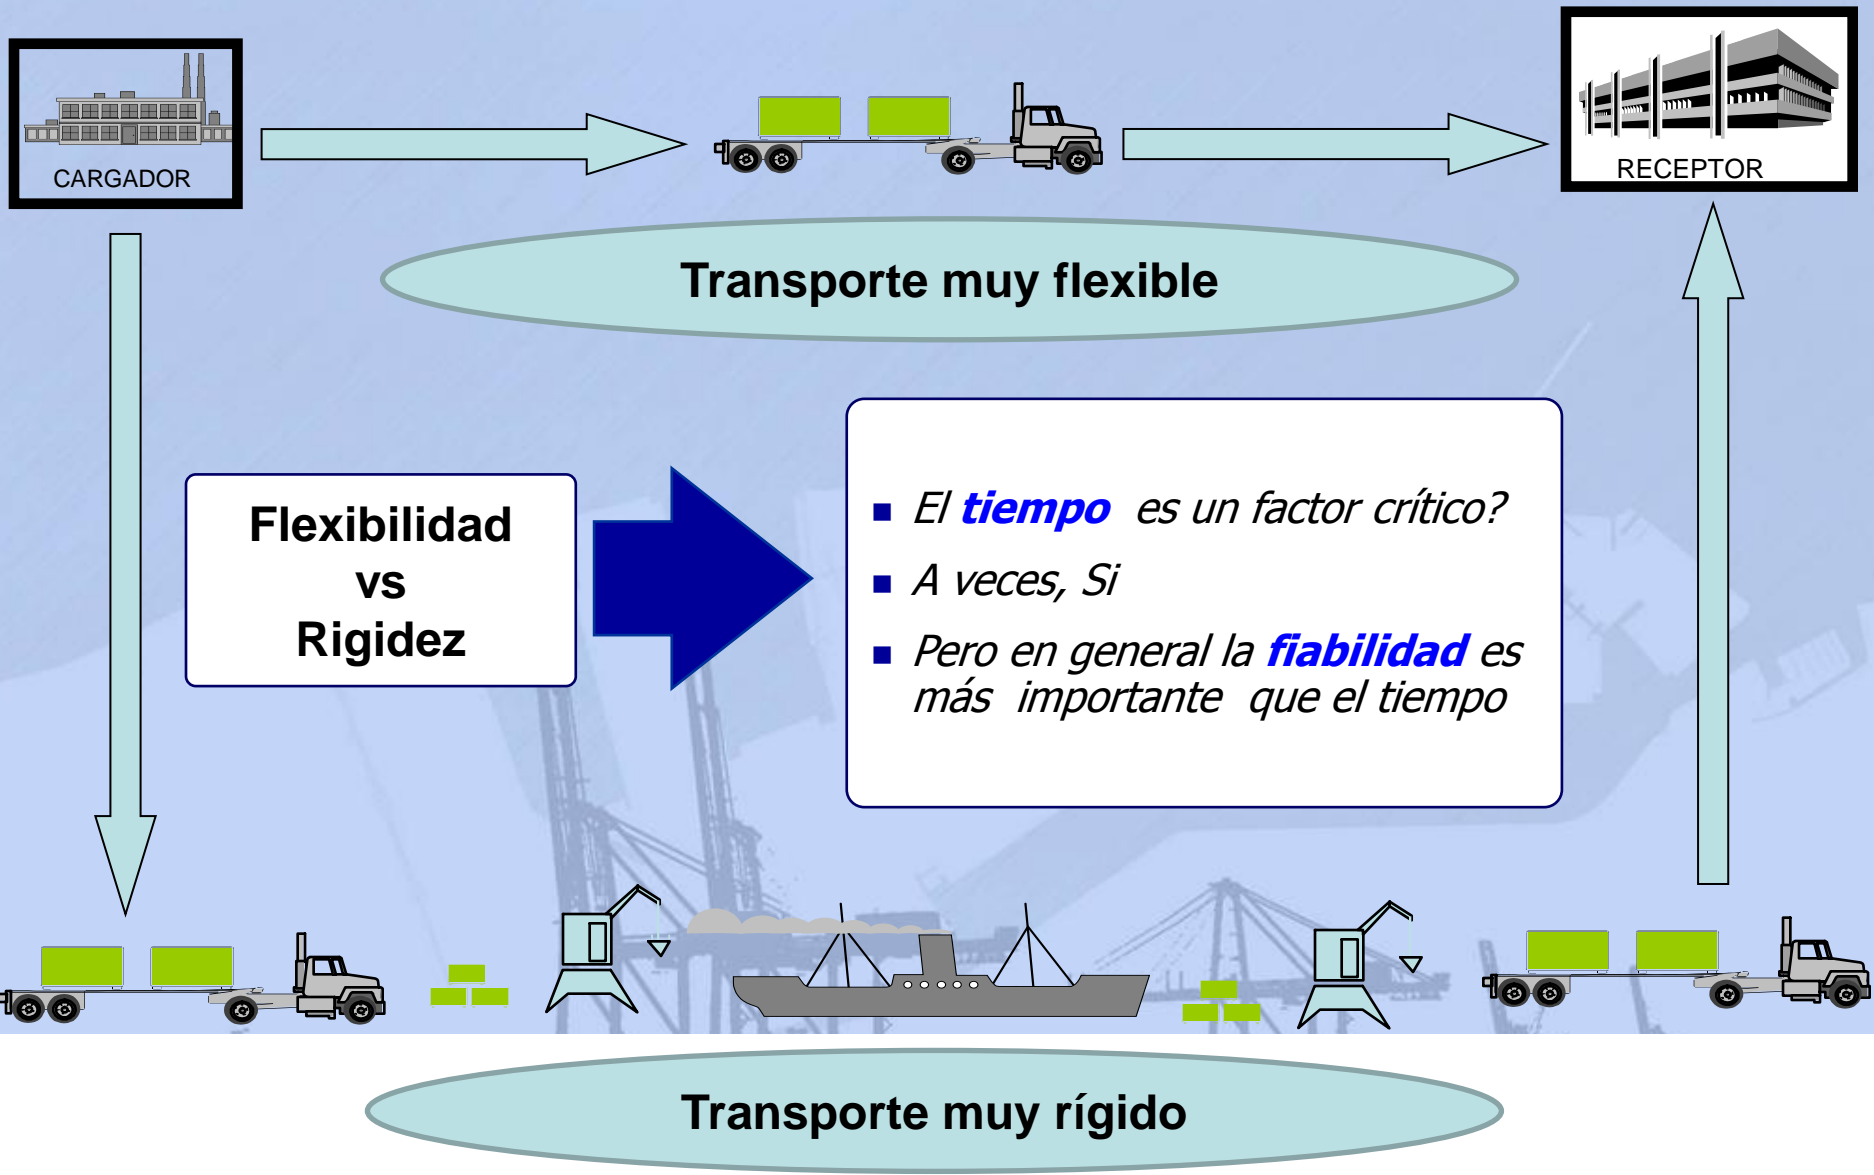 CARGADOR
RECEPTOR
Transporte muy flexible
Flexibilidad
vs
Rigidez
El tiempo es un factor crítico?
A veces, Si
Pero en general la fiabilidad es
más importante que el tiempo
Transporte muy rígido